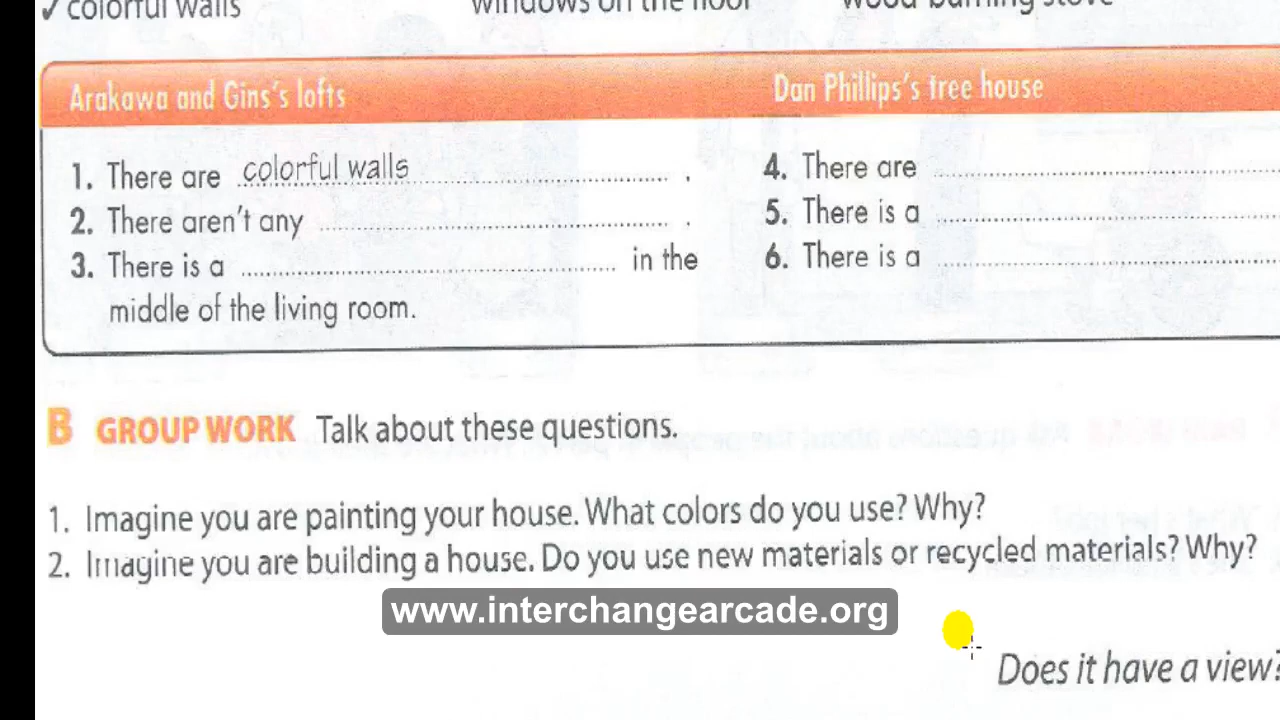 ✓ colorful walls windows on the floor wood-burning stove
Arakawa and Gins's lofts Dan Phillips's tree house
1. There are colorful walls .
2. There aren't any .
3. There is a in the
middle of the living room.
4. There are
5. There is a
6. There is a
B GROUP WORK Talk about these questions.
1. Imagine you are painting your house. What colors do you use? Why?
2. Imagine you are building a house. Do you use new materials or recycled materials? Why?
www.interchangearcade.org
Does it have a view?